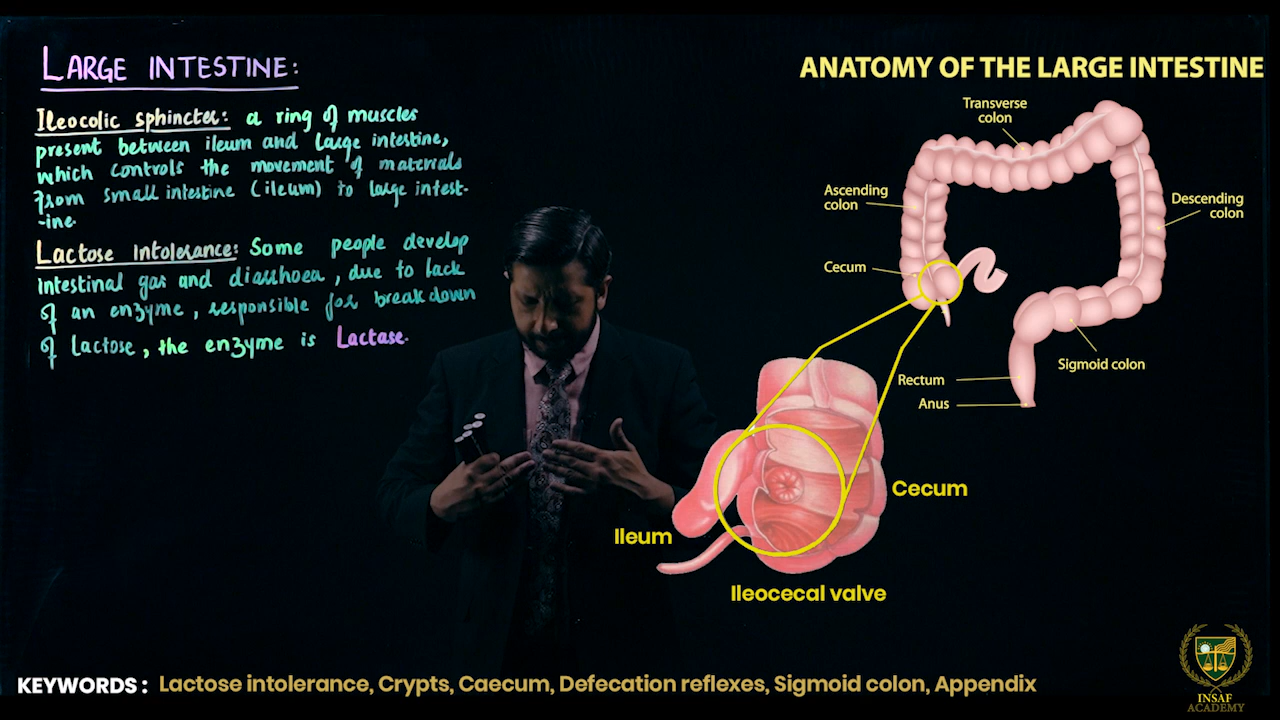 LARGE INTESTINE:
Ileocolic sphincter: a ring of muscles
present between ileum and large intestine,
which controls the movement of materials
from small intestine (ileum) to large intest-
-ine.
Lactose Intolerance: Some people develop
intestinal gas and diarrhoea, due to lack
of an enzyme, responsible for breakdown
of Lactose, the enzyme is Lactase.
ANATOMY OF THE LARGE INTESTINE
Transverse
colon
Ascending
colon
Descending
colon
Cecum
Sigmoid colon
Rectum
Anus
Cecum
Ileum
Ileocecal valve
KEYWORDS : Lactose intolerance, Crypts, Caecum, Defecation reflexes, Sigmoid colon, Appendix
INSAF
ACADEMY